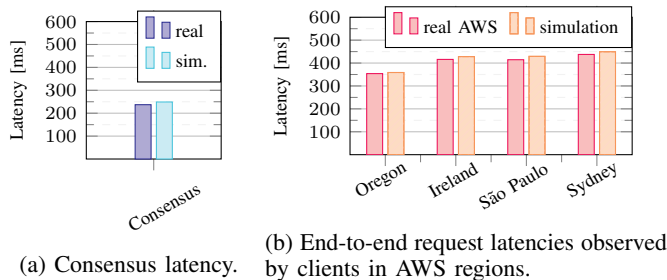 600
500
400
300
200
100
Latency [ms]
real
sim.
Consensus
(a) Consensus latency.
600
500
400
300
200
100
Latency [ms]
real AWS
simulation
Oregon
Ireland
São Paulo
Sydney
(b) End-to-end request latencies observed
by clients in AWS regions.